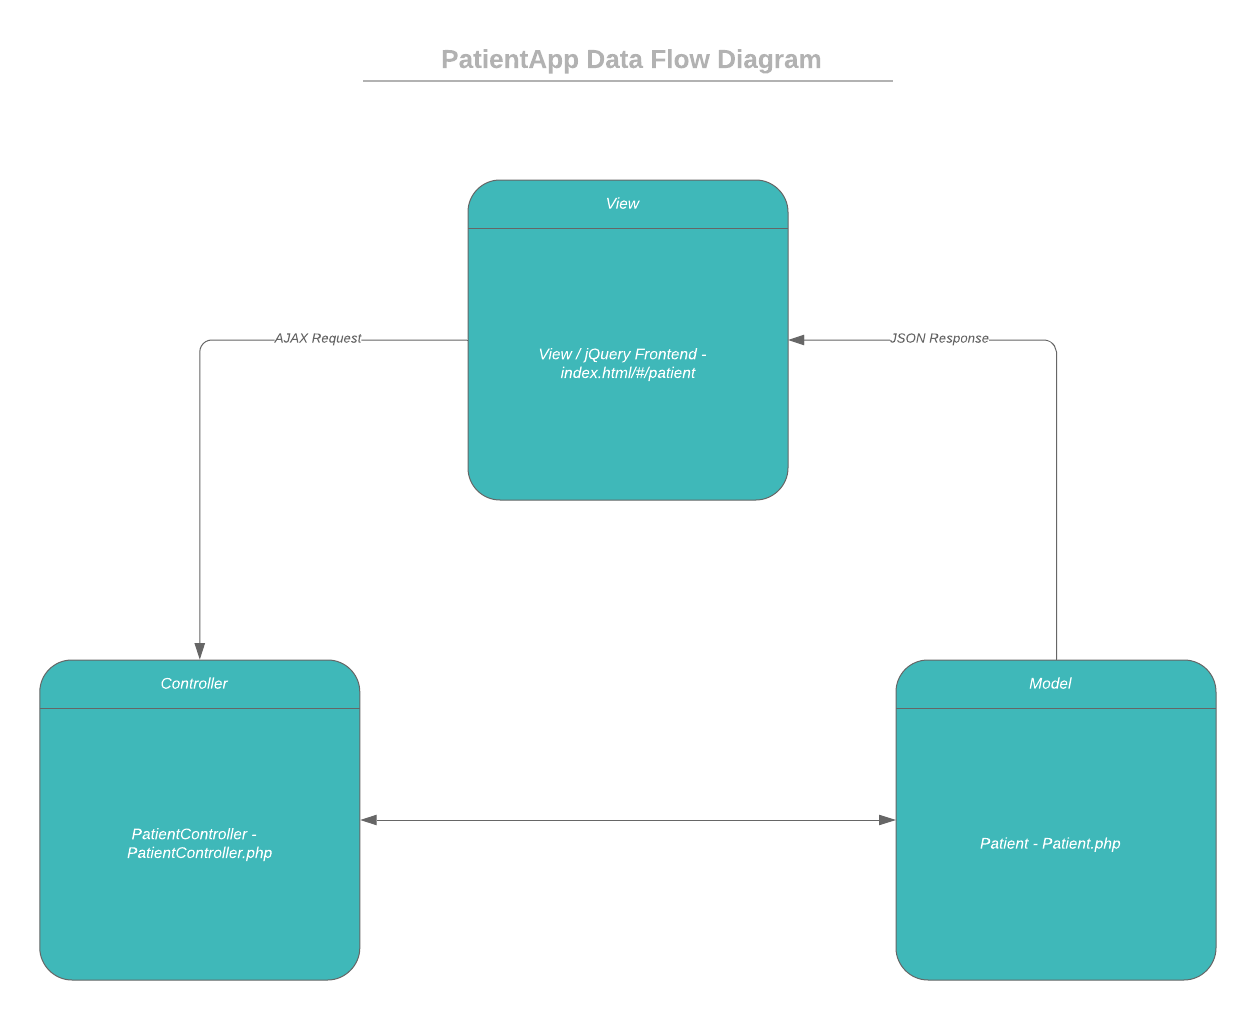 PatientApp Data Flow Diagram
View
AJAX Request
JSON Response
View / jQuery Frontend -
index.html/#/patient
Controller
Model
PatientController -
PatientController.php
Patient - Patient.php